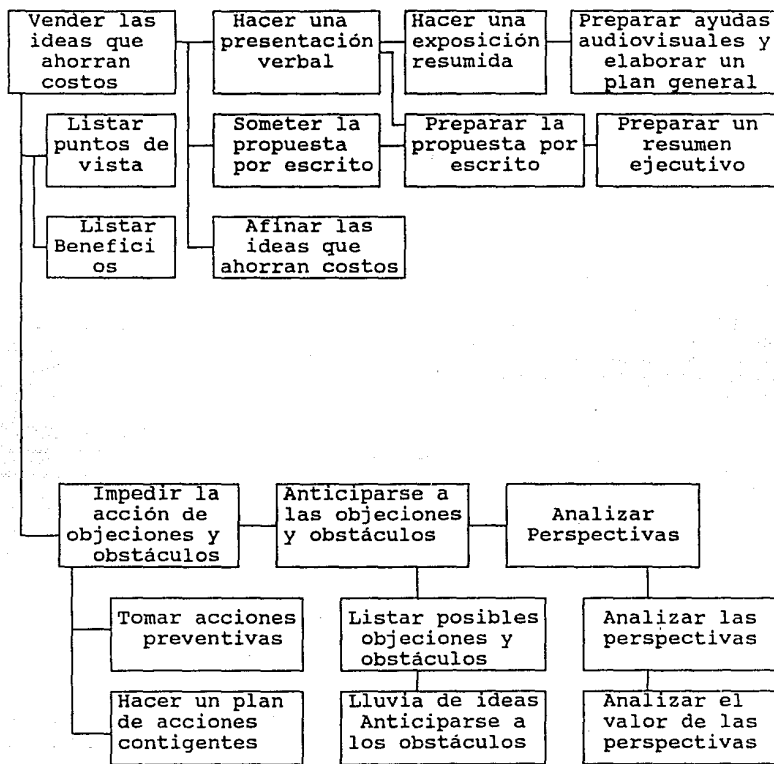 Vender las
ideas que
ahorran
costos
Hacer una
presentación
verbal
Hacer una
exposición
resumida
Preparar ayudas
audiovisuales y
elaborar un
plan general
Listar
puntos de
vista
Someter la
propuesta
por escrito
Preparar la
propuesta por
escrito
Preparar un
resumen
ejecutivo
Listar
Benefici
os
Afinar las
ideas que
ahorran costos
Impedir la
acción de
objeciones y
obstáculos
Anticiparse a
las objeciones
y obstáculos
Analizar
Perspectivas
Tomar acciones
preventivas
Listar posibles
objeciones y
obstáculos
Analizar las
perspectivas
Hacer un plan
de acciones
contigentes
Lluvia de ideas
Anticiparse a
los obstáculos
Analizar el
valor de las
perspectivas